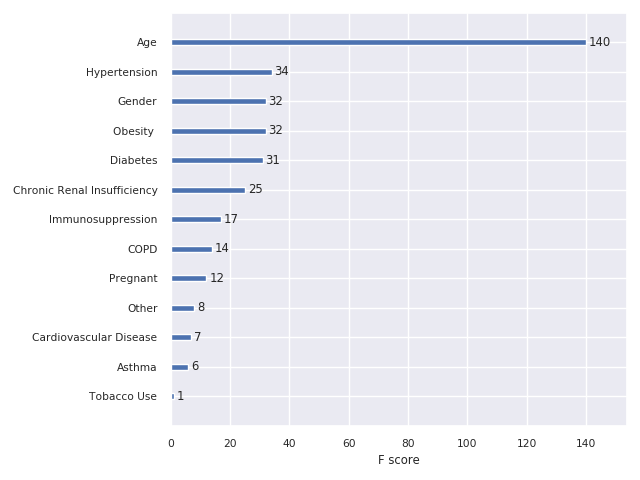 Age 140
Hypertension 34
Gender 32
Obesity 32
Diabetes 31
Chronic Renal Insufficiency 25
Immunosuppression 17
COPD 14
Pregnant 12
Other 8
Cardiovascular Disease 7
Asthma 6
Tobacco Use 1
0 20 40 60 80 100 120 140
F score